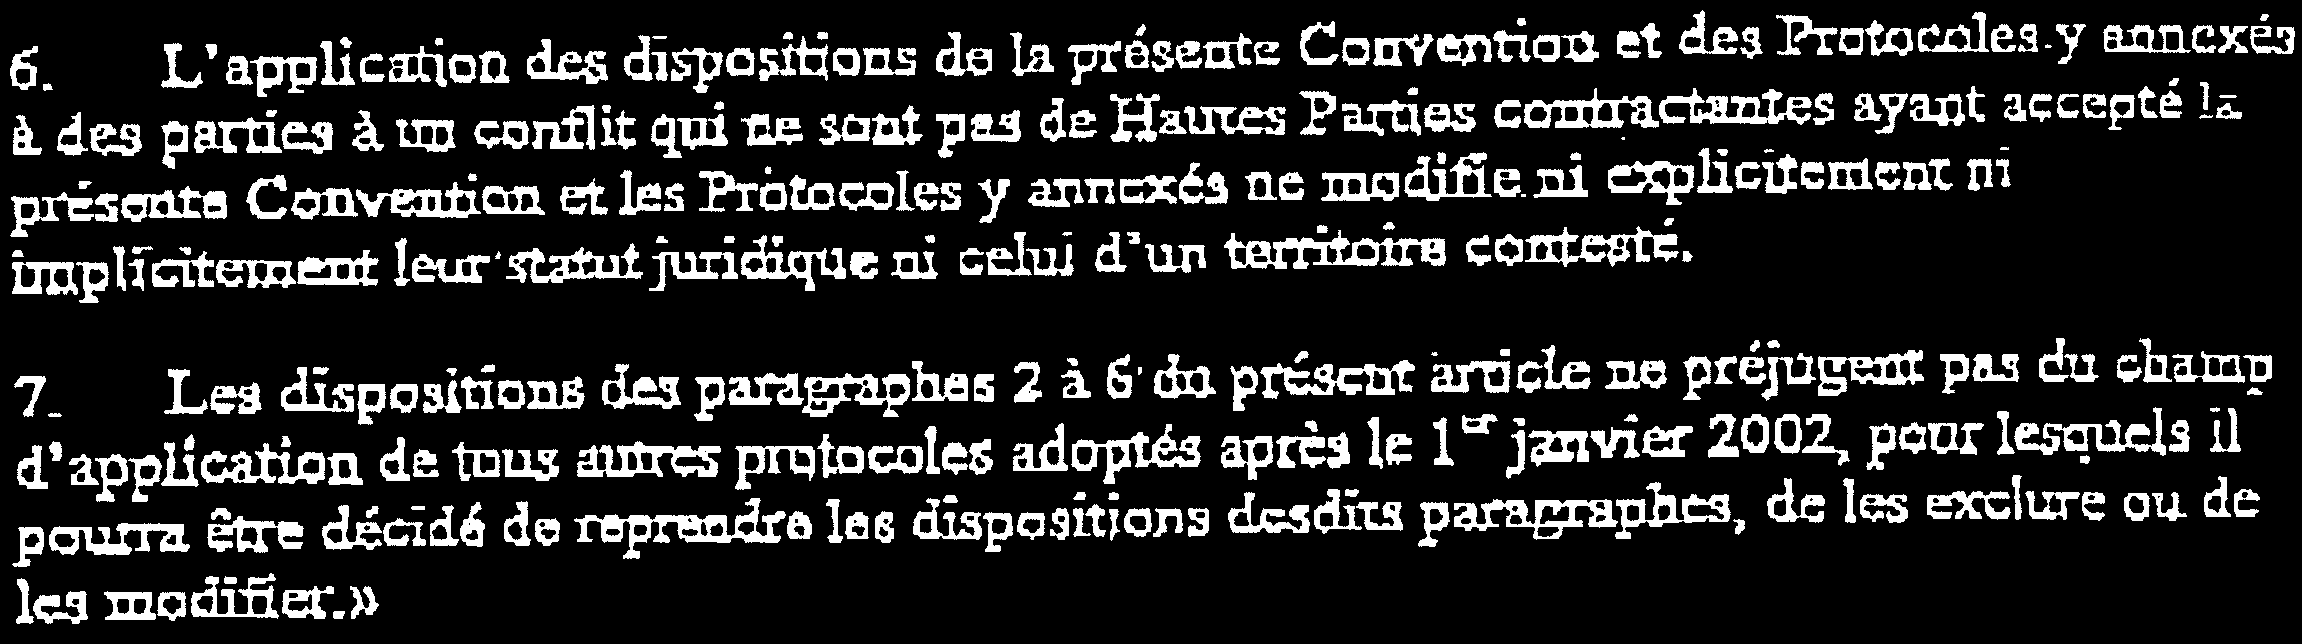 6. L'application des dispositions de la présente Convention et des Protocoles y annexés
à des parties à un conflit qui ne sont pas de Hautes Parties contractantes ayant accepté la
présente Convention et les Protocoles y annexés ne modifie ni explicitement ni
implicitement leur statut juridique ni celui d'un territoire contesté.
7. Les dispositions des paragraphes 2 à 6 du présent article ne préjugent pas du champ
d'application de tous autres protocoles adoptés après le 1er janvier 2002, pour lesquels il
pourra être décidé de reprendre les dispositions desdits paragraphes, de les exclure ou de
les modifier.»